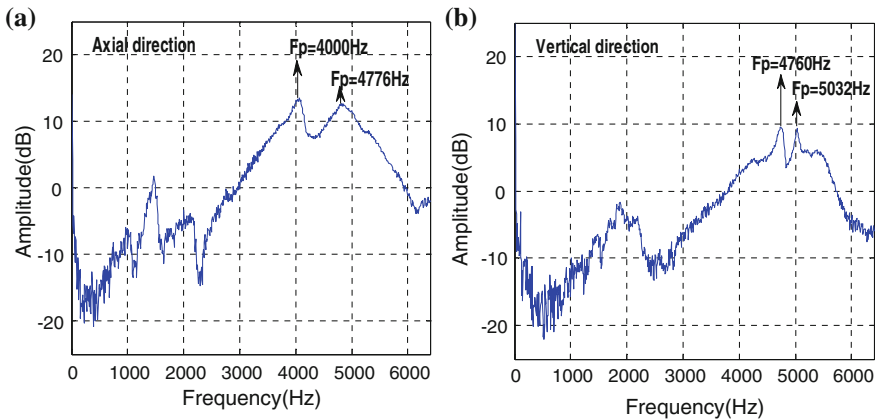 (a)
Axial direction
Fp=4000Hz
Fp=4776Hz
Amplitude(dB)
20
10
0
-10
-20
0 1000 2000 3000 4000 5000 6000
Frequency(Hz)
(b)
Vertical direction
Fp=4760Hz
Fp=5032Hz
Amplitude(dB)
20
10
0
-10
-20
0 1000 2000 3000 4000 5000 6000
Frequency(Hz)